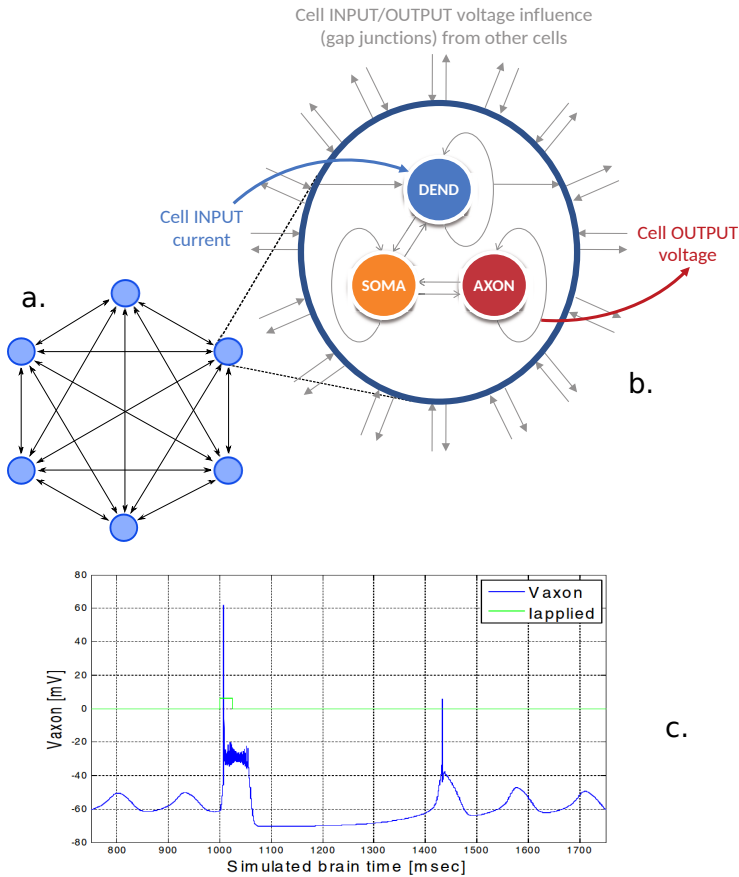 Cell INPUT/OUTPUT voltage influence
(gap junctions) from other cells
DEND
Cell INPUT
current
Cell OUTPUT
voltage
SOMA
AXON
a.
b.
80
60
40
20
0
-20
-40
-60
-80
Vaxon [mV]
Vaxon
Iapplied
c.
800 900 1000 1100 1200 1300 1400 1500 1600 1700
Simulated brain time [msec]